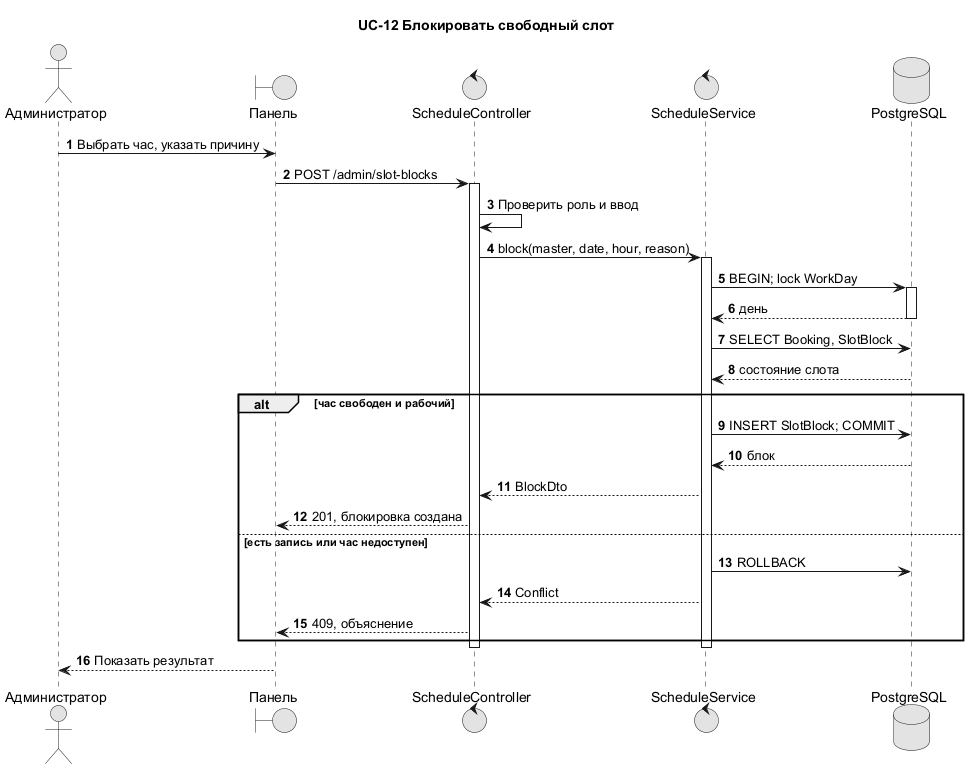 UC-12 Блокировать свободный слот
Администратор
Панель
ScheduleController
ScheduleService
PostgreSQL
1 Выбрать час, указать причину
2 POST /admin/slot-blocks
3 Проверить роль и ввод
4 block(master, date, hour, reason)
5 BEGIN; lock WorkDay
6 день
7 SELECT Booking, SlotBlock
8 состояние слота
alt [час свободен и рабочий]
9 INSERT SlotBlock; COMMIT
10 блок
11 BlockDto
12 201, блокировка создана
[есть запись или час недоступен]
13 ROLLBACK
14 Conflict
15 409, объяснение
16 Показать результат
Администратор
Панель
ScheduleController
ScheduleService
PostgreSQL